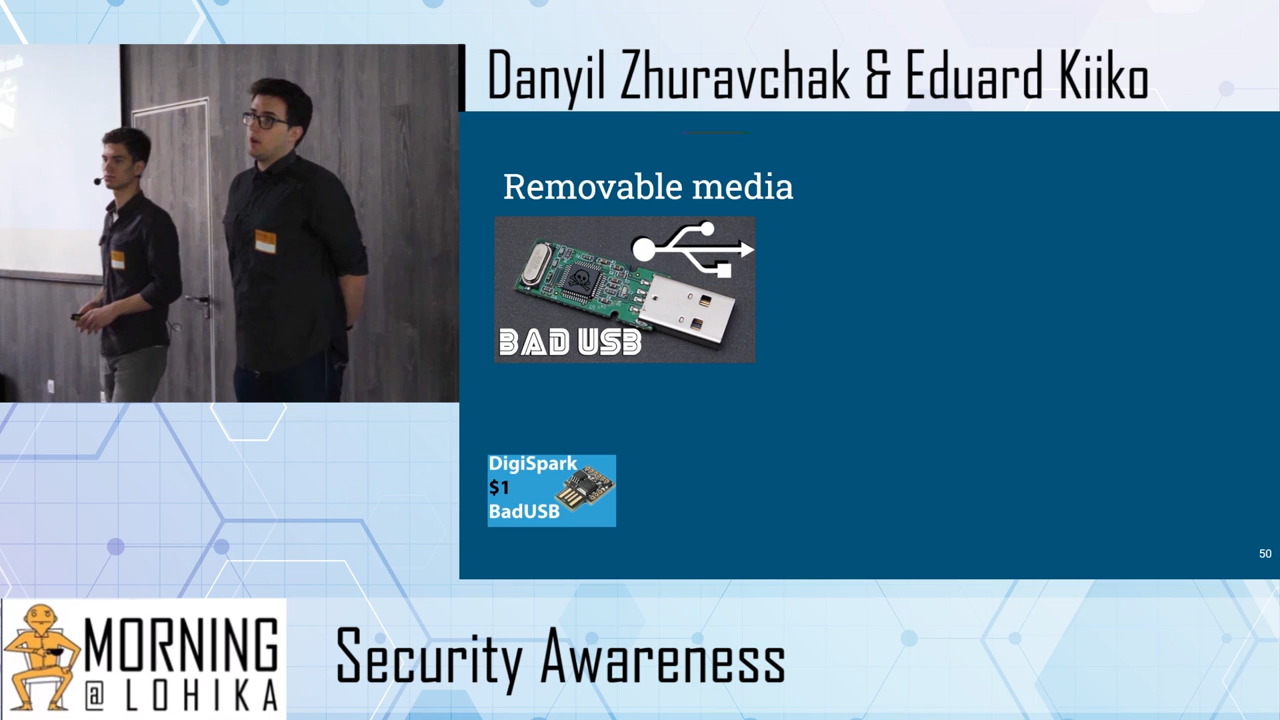 Danyil Zhuravchak & Eduard Kiiko
Removable media
BAD USB
DigiSpark
$1
BadUSB
50
MORNING
@ LOHIKA
Security Awareness